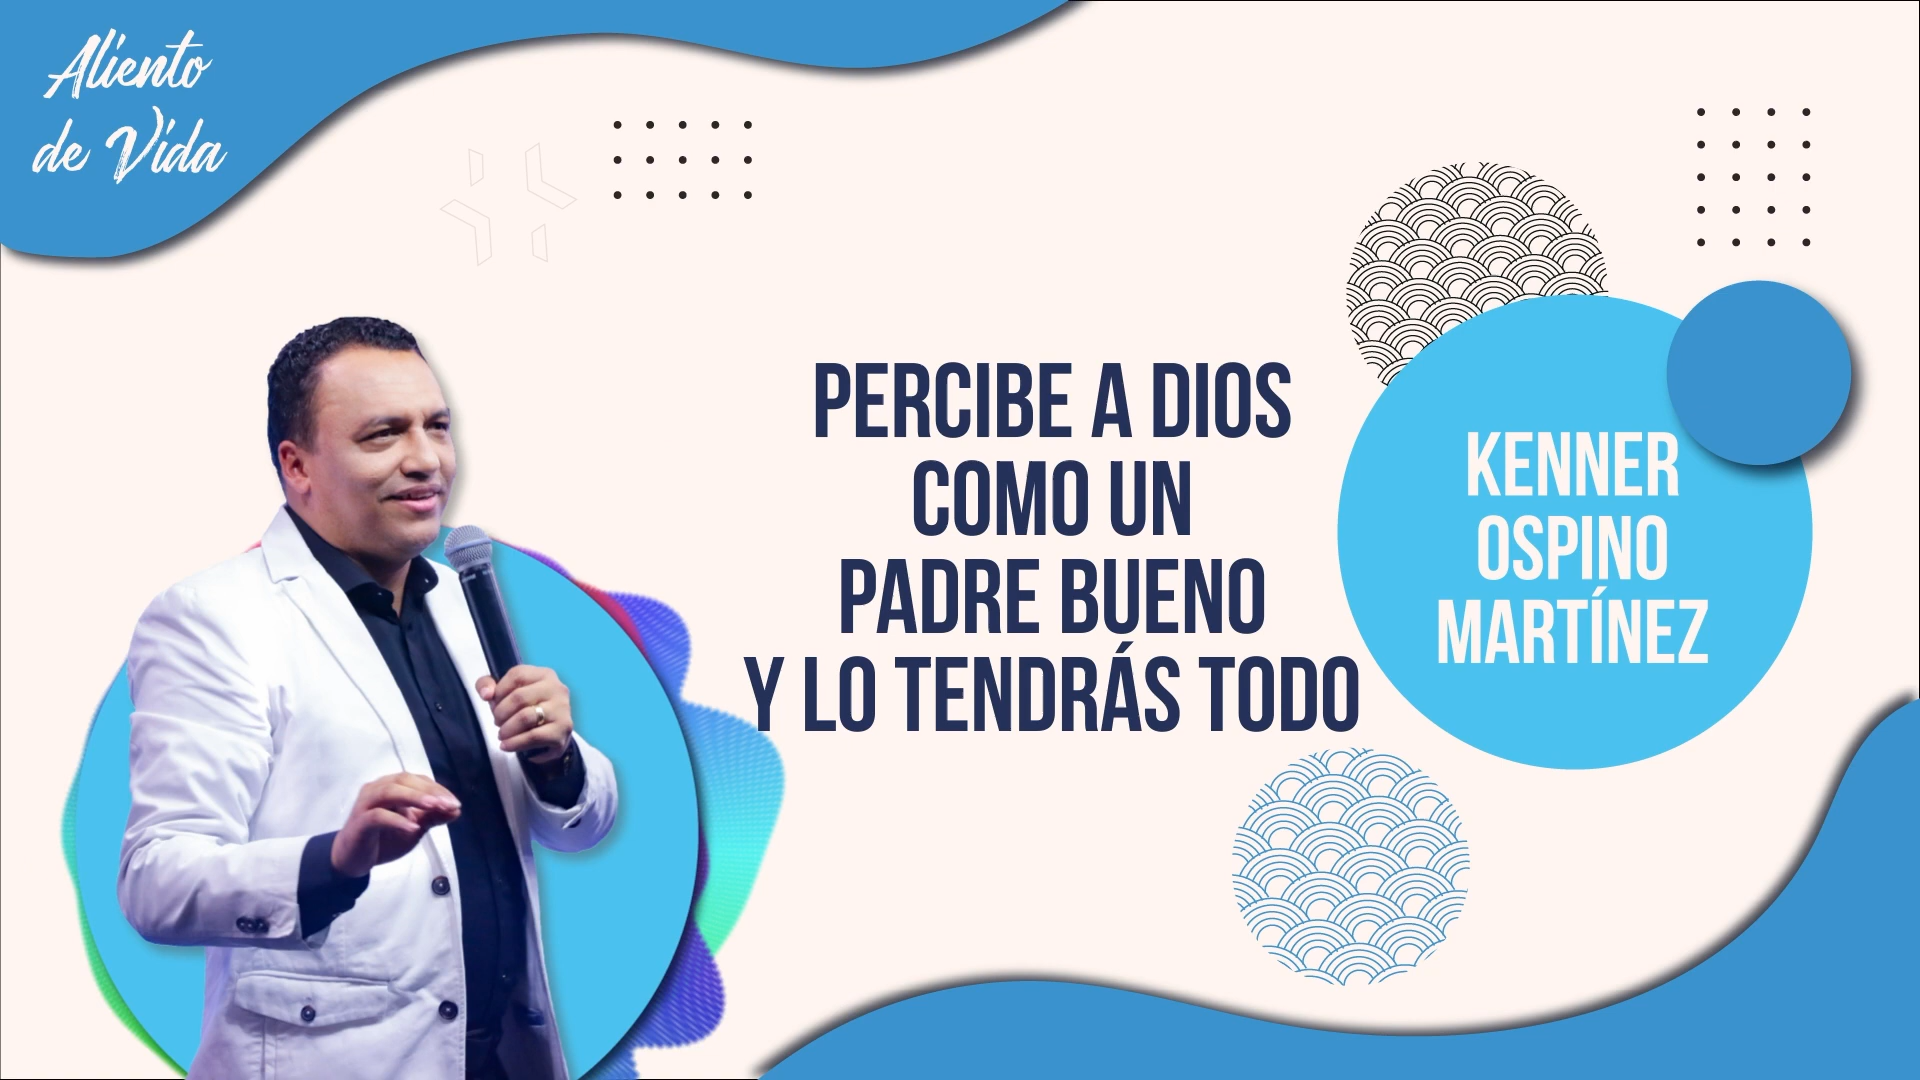 Aliento
de Vida
PERCIBE A DIOS
COMO UN
PADRE BUENO
Y LO TENDRÁS TODO
KENNER
OSPINO
MARTÍNEZ